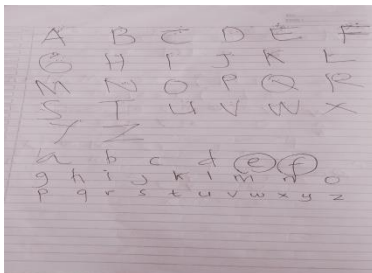 A B C D E F
G H I J K L
M N O P Q R
S T U V W X
Y Z
a b c d e f
g h i j k l m n o
p q r s t u v w x y z